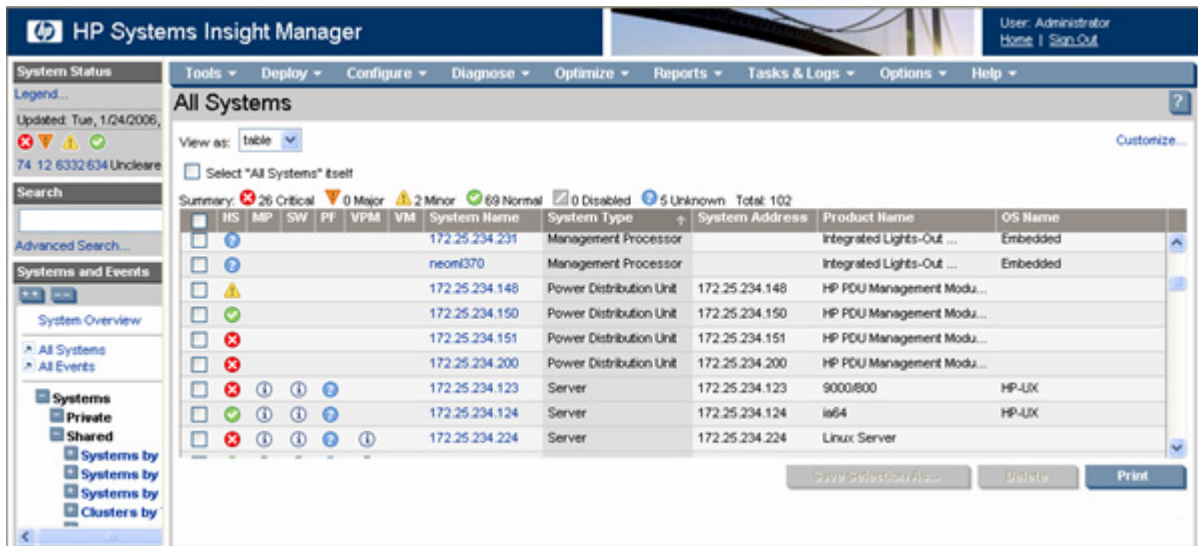 hp HP Systems Insight Manager
User: Administrator
Home | Sign Out
System Status
Legend...
Updated: Tue, 1/24/2006,
74 12 6332 634 Uncleare
Search
Advanced Search...
Systems and Events
System Overview
All Systems
All Events
Systems
Private
Shared
Systems by
Systems by
Systems by
Clusters by
Tools Deploy Configure Diagnose Optimize Reports Tasks & Logs Options Help
All Systems ?
View as: table Customize...
Select "All Systems" itself
Summary: 26 Critical 0 Major 2 Minor 69 Normal 0 Disabled 5 Unknown Total: 102
HS MP SW PF VPM VM System Name System Type System Address Product Name OS Name
172.25.234.231 Management Processor Integrated Lights-Out ... Embedded
neoml370 Management Processor Integrated Lights-Out ... Embedded
172.25.234.148 Power Distribution Unit 172.25.234.148 HP PDU Management Modu...
172.25.234.150 Power Distribution Unit 172.25.234.150 HP PDU Management Modu...
172.25.234.151 Power Distribution Unit 172.25.234.151 HP PDU Management Modu...
172.25.234.200 Power Distribution Unit 172.25.234.200 HP PDU Management Modu...
172.25.234.123 Server 172.25.234.123 9000/800 HP-UX
172.25.234.124 Server 172.25.234.124 ia64 HP-UX
172.25.234.224 Server 172.25.234.224 Linux Server
Save Selection As... Delete Print